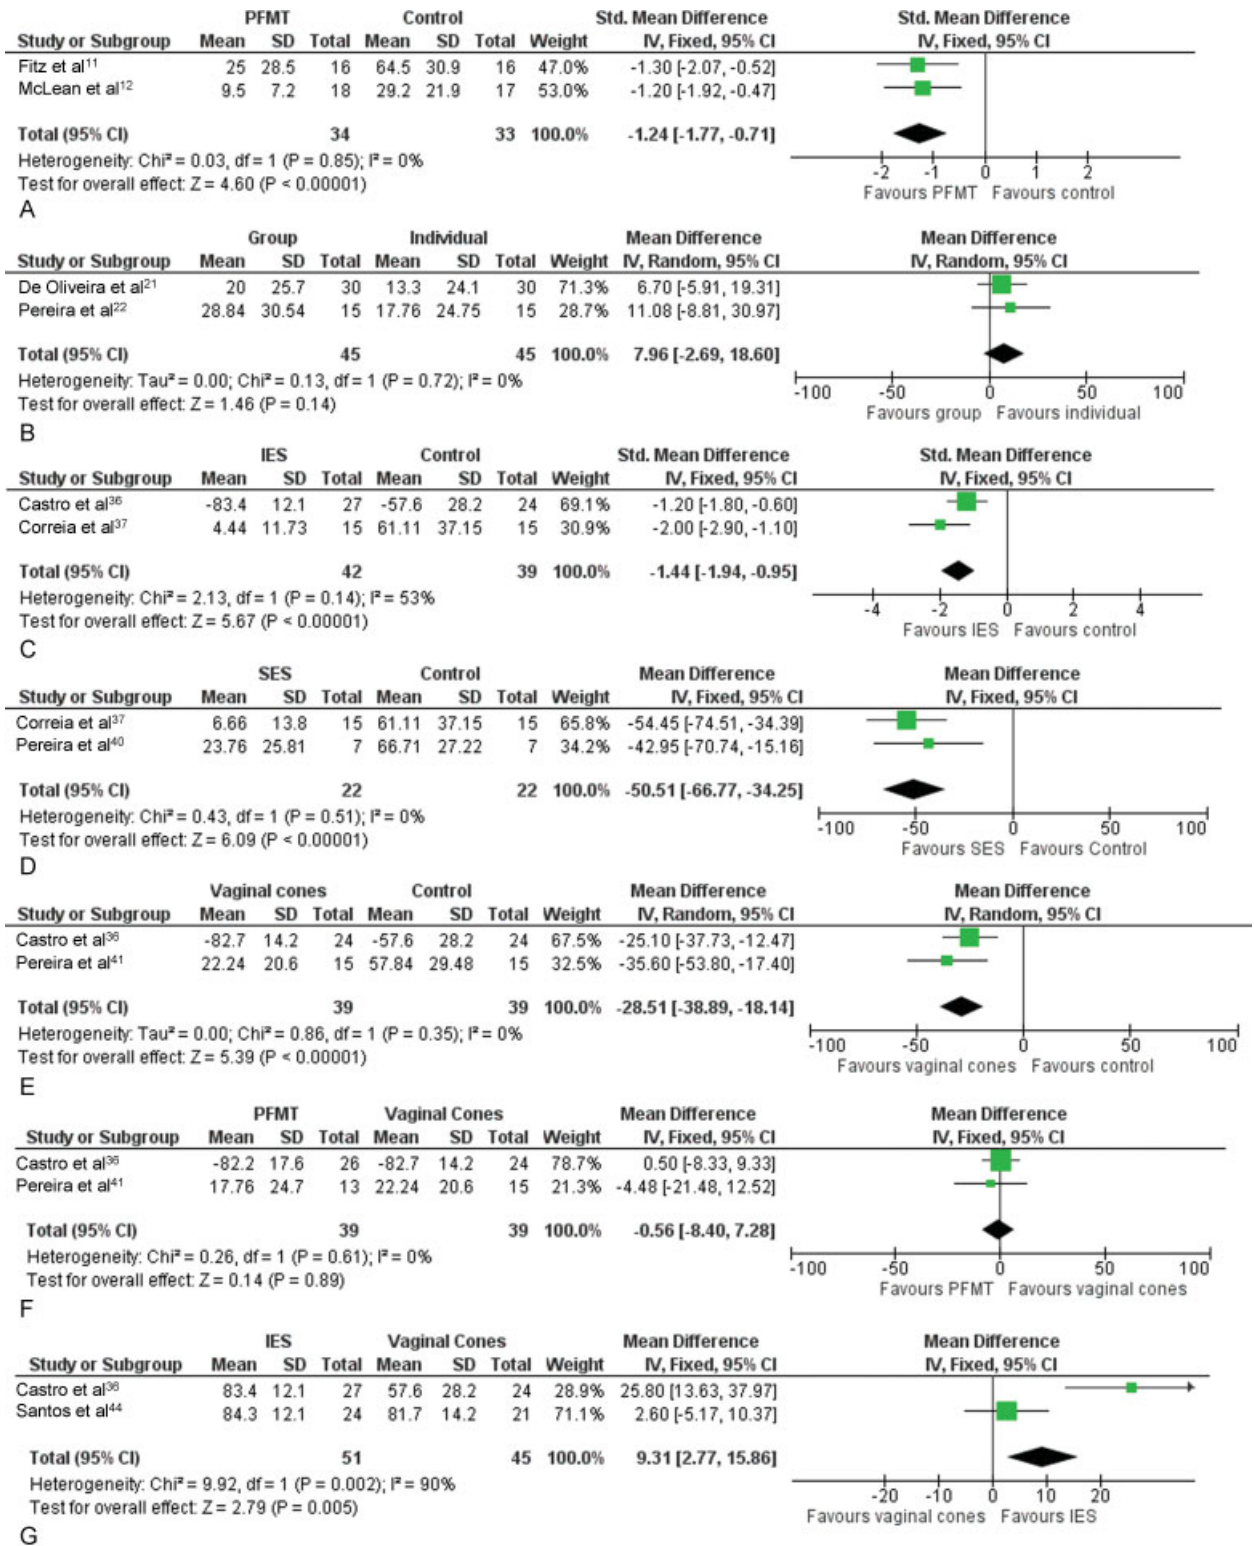 PFMT Control Std. Mean Difference Std. Mean Difference
Study or Subgroup Mean SD Total Mean SD Total Weight IV, Fixed, 95% CI IV, Fixed, 95% CI
Fitz et al¹¹ 25 28.5 16 64.5 30.9 16 47.0% -1.30 [-2.07, -0.52]
McLean et al¹² 9.5 7.2 18 29.2 21.9 17 53.0% -1.20 [-1.92, -0.47]
Total (95% CI) 34 33 100.0% -1.24 [-1.77, -0.71]
Heterogeneity: Chi² = 0.03, df = 1 (P = 0.85); I² = 0%
Test for overall effect: Z = 4.60 (P < 0.00001)
-2 -1 0 1 2
Favours PFMT Favours control
A
Group Individual Mean Difference Mean Difference
Study or Subgroup Mean SD Total Mean SD Total Weight IV, Random, 95% CI IV, Random, 95% CI
De Oliveira et al²¹ 20 25.7 30 13.3 24.1 30 71.3% 6.70 [-5.91, 19.31]
Pereira et al²² 28.84 30.54 15 17.76 24.75 15 28.7% 11.08 [-8.81, 30.97]
Total (95% CI) 45 45 100.0% 7.96 [-2.69, 18.60]
Heterogeneity: Tau² = 0.00; Chi² = 0.13, df = 1 (P = 0.72); I² = 0%
Test for overall effect: Z = 1.46 (P = 0.14)
-100 -50 0 50 100
Favours group Favours individual
B
IES Control Std. Mean Difference Std. Mean Difference
Study or Subgroup Mean SD Total Mean SD Total Weight IV, Fixed, 95% CI IV, Fixed, 95% CI
Castro et al³⁶ -83.4 12.1 27 -57.6 28.2 24 69.1% -1.20 [-1.80, -0.60]
Correia et al³⁷ 4.44 11.73 15 61.11 37.15 15 30.9% -2.00 [-2.90, -1.10]
Total (95% CI) 42 39 100.0% -1.44 [-1.94, -0.95]
Heterogeneity: Chi² = 2.13, df = 1 (P = 0.14); I² = 53%
Test for overall effect: Z = 5.67 (P < 0.00001)
-4 -2 0 2 4
Favours IES Favours control
C
SES Control Mean Difference Mean Difference
Study or Subgroup Mean SD Total Mean SD Total Weight IV, Fixed, 95% CI IV, Fixed, 95% CI
Correia et al³⁷ 6.66 13.8 15 61.11 37.15 15 65.8% -54.45 [-74.51, -34.39]
Pereira et al⁴⁰ 23.76 25.81 7 66.71 27.22 7 34.2% -42.95 [-70.74, -15.16]
Total (95% CI) 22 22 100.0% -50.51 [-66.77, -34.25]
Heterogeneity: Chi² = 0.43, df = 1 (P = 0.51); I² = 0%
Test for overall effect: Z = 6.09 (P < 0.00001)
-100 -50 0 50 100
Favours SES Favours Control
D
Vaginal cones Control Mean Difference Mean Difference
Study or Subgroup Mean SD Total Mean SD Total Weight IV, Random, 95% CI IV, Random, 95% CI
Castro et al³⁶ -82.7 14.2 24 -57.6 28.2 24 67.5% -25.10 [-37.73, -12.47]
Pereira et al⁴¹ 22.24 20.6 15 57.84 29.48 15 32.5% -35.60 [-53.80, -17.40]
Total (95% CI) 39 39 100.0% -28.51 [-38.89, -18.14]
Heterogeneity: Tau² = 0.00; Chi² = 0.86, df = 1 (P = 0.35); I² = 0%
Test for overall effect: Z = 5.39 (P < 0.00001)
-100 -50 0 50 100
Favours vaginal cones Favours control
E
PFMT Vaginal Cones Mean Difference Mean Difference
Study or Subgroup Mean SD Total Mean SD Total Weight IV, Fixed, 95% CI IV, Fixed, 95% CI
Castro et al³⁶ -82.2 17.6 26 -82.7 14.2 24 78.7% 0.50 [-8.33, 9.33]
Pereira et al⁴¹ 17.76 24.7 13 22.24 20.6 15 21.3% -4.48 [-21.48, 12.52]
Total (95% CI) 39 39 100.0% -0.56 [-8.40, 7.28]
Heterogeneity: Chi² = 0.26, df = 1 (P = 0.61); I² = 0%
Test for overall effect: Z = 0.14 (P = 0.89)
-100 -50 0 50 100
Favours PFMT Favours vaginal cones
F
IES Vaginal Cones Mean Difference Mean Difference
Study or Subgroup Mean SD Total Mean SD Total Weight IV, Fixed, 95% CI IV, Fixed, 95% CI
Castro et al³⁶ 83.4 12.1 27 57.6 28.2 24 28.9% 25.80 [13.63, 37.97]
Santos et al⁴⁴ 84.3 12.1 24 81.7 14.2 21 71.1% 2.60 [-5.17, 10.37]
Total (95% CI) 51 45 100.0% 9.31 [2.77, 15.86]
Heterogeneity: Chi² = 9.92, df = 1 (P = 0.002); I² = 90%
Test for overall effect: Z = 2.79 (P = 0.005)
-20 -10 0 10 20
Favours vaginal cones Favours IES
G